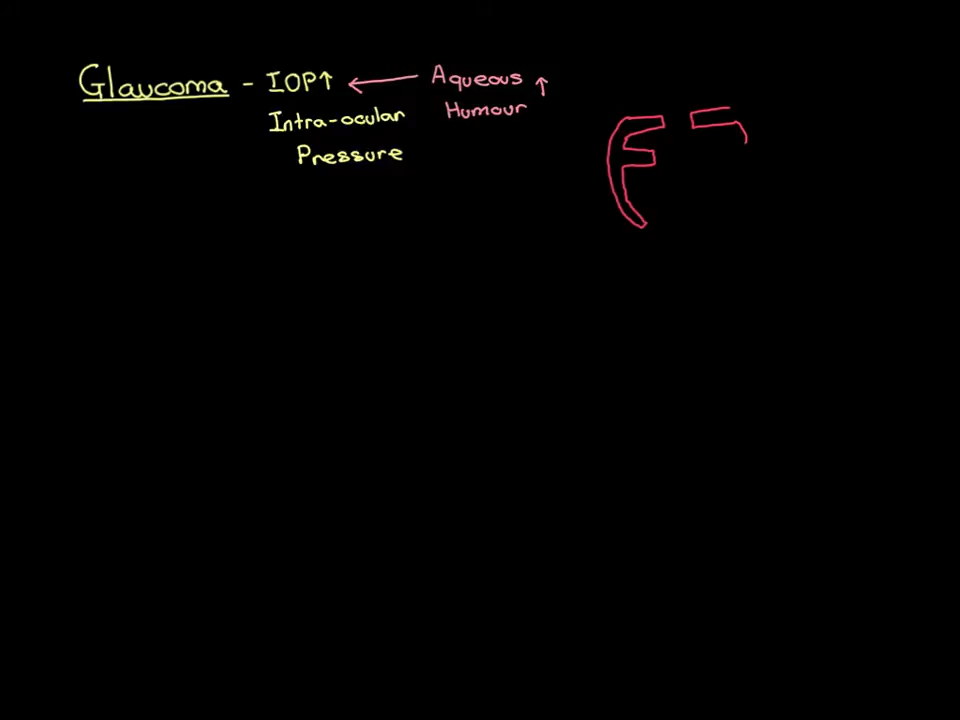 Glaucoma - IOP↑ ← Aqueous ↑
Humour
Intra-ocular
Pressure